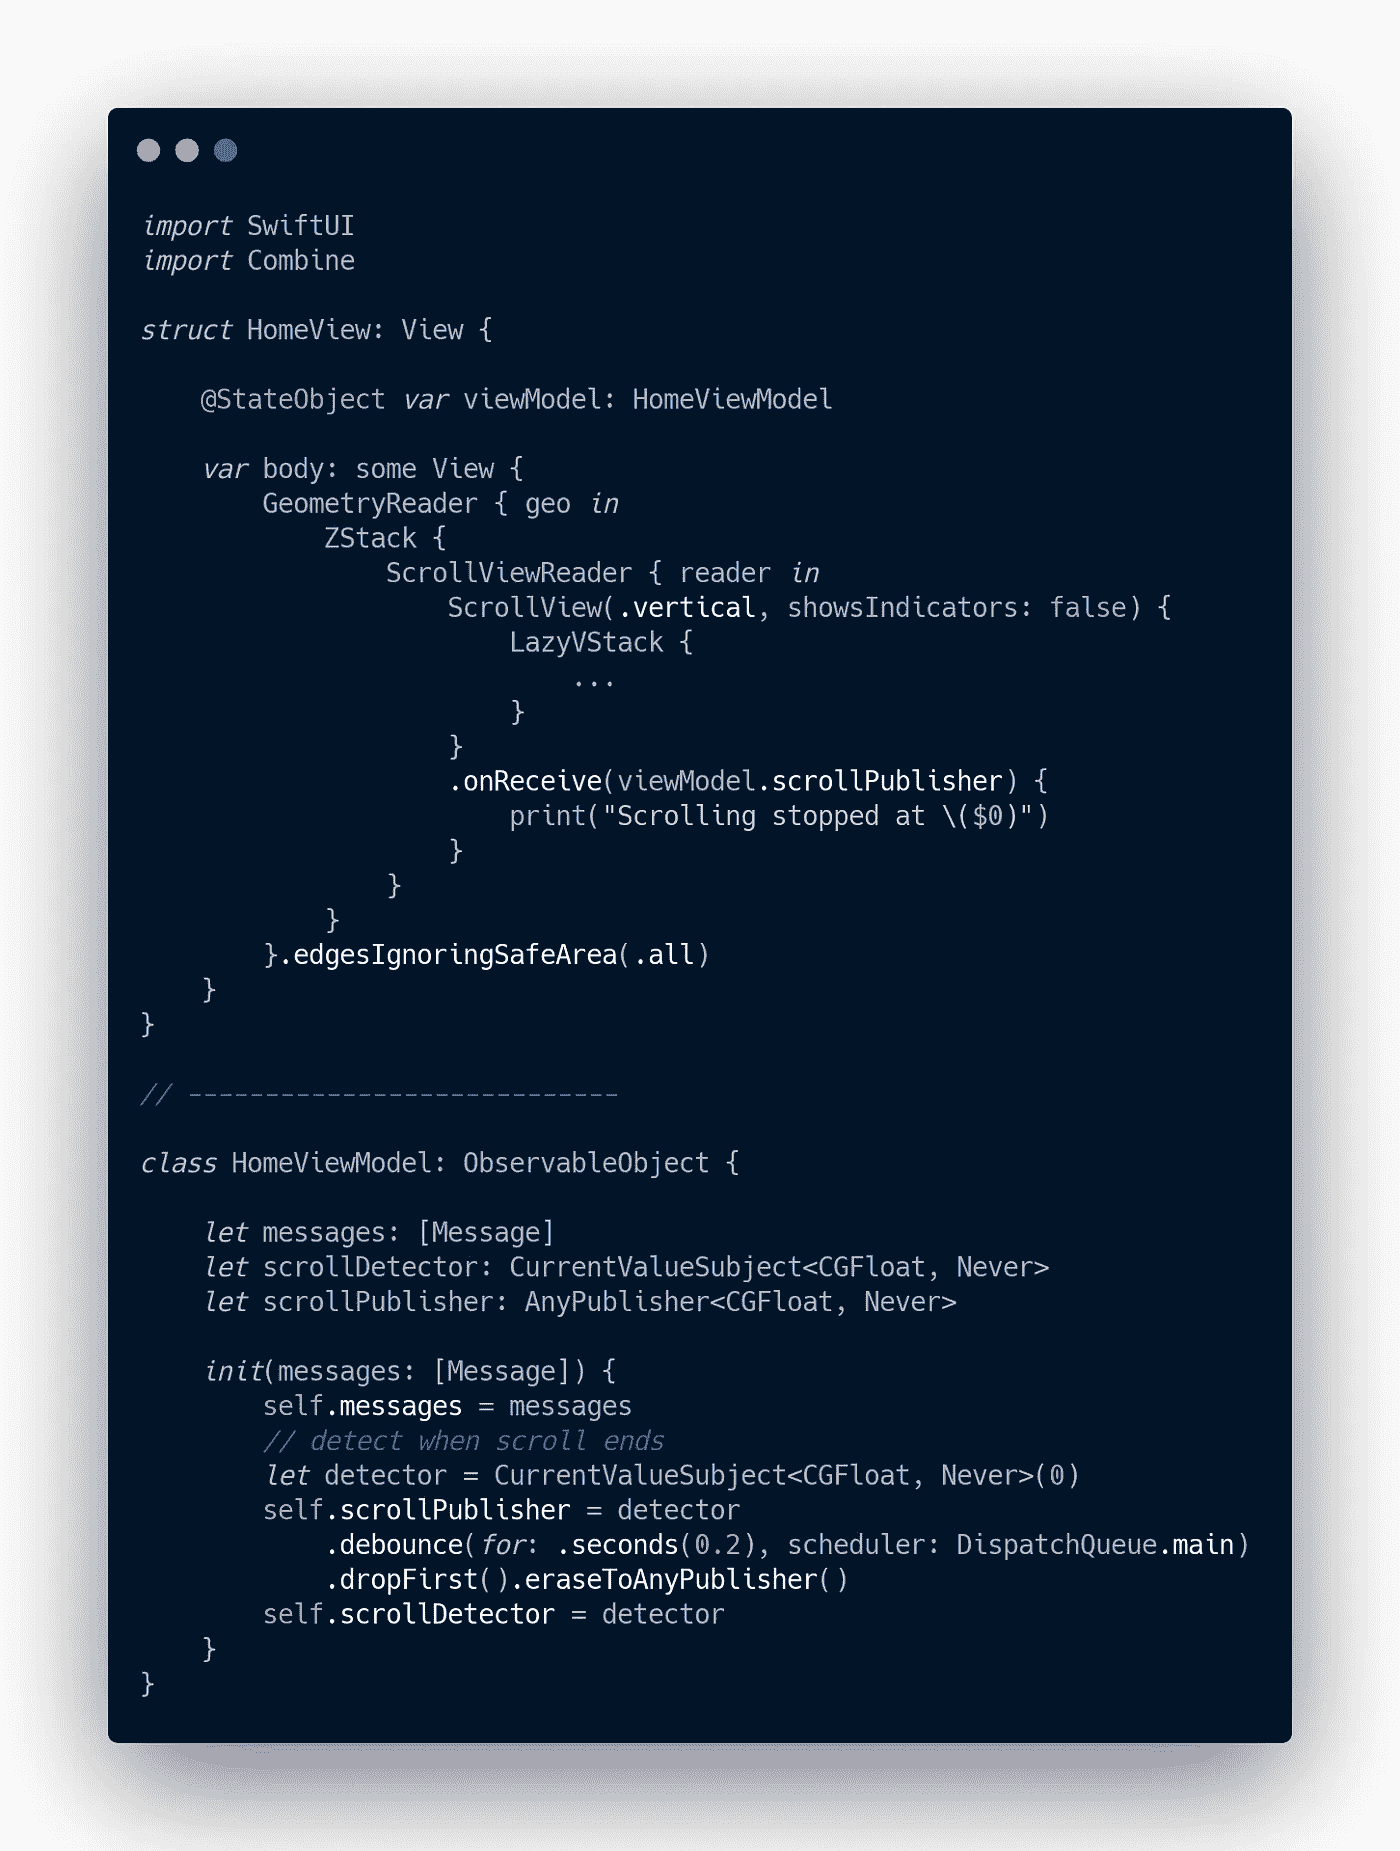 import SwiftUI
import Combine
struct HomeView: View {
@StateObject var viewModel: HomeViewModel
var body: some View {
GeometryReader { geo in
ZStack {
ScrollViewReader { reader in
ScrollView(.vertical, showsIndicators: false) {
LazyVStack {
...
}
}
.onReceive(viewModel.scrollPublisher) {
print("Scrolling stopped at \($0)")
}
}
}
}.edgesIgnoringSafeArea(.all)
}
}
// ----------------------------
class HomeViewModel: ObservableObject {
let messages: [Message]
let scrollDetector: CurrentValueSubject<CGFloat, Never>
let scrollPublisher: AnyPublisher<CGFloat, Never>
init(messages: [Message]) {
self.messages = messages
// detect when scroll ends
let detector = CurrentValueSubject<CGFloat, Never>(0)
self.scrollPublisher = detector
.debounce(for: .seconds(0.2), scheduler: DispatchQueue.main)
.dropFirst().eraseToAnyPublisher()
self.scrollDetector = detector
}
}